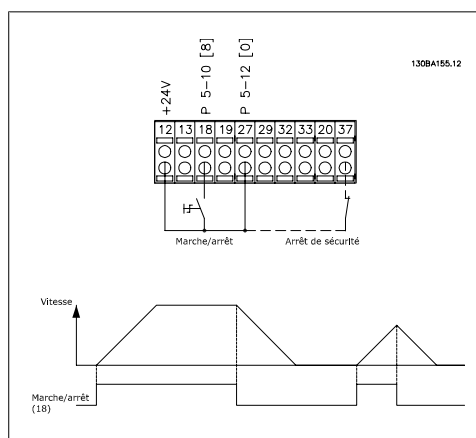 130BA155.12
+24V
P 5-10 [8]
P 5-12 [0]
12 13 18 19 27 29 32 33 20 37
Marche/arrêt
Arrêt de sécurité
Vitesse
Marche/arrêt
(18)